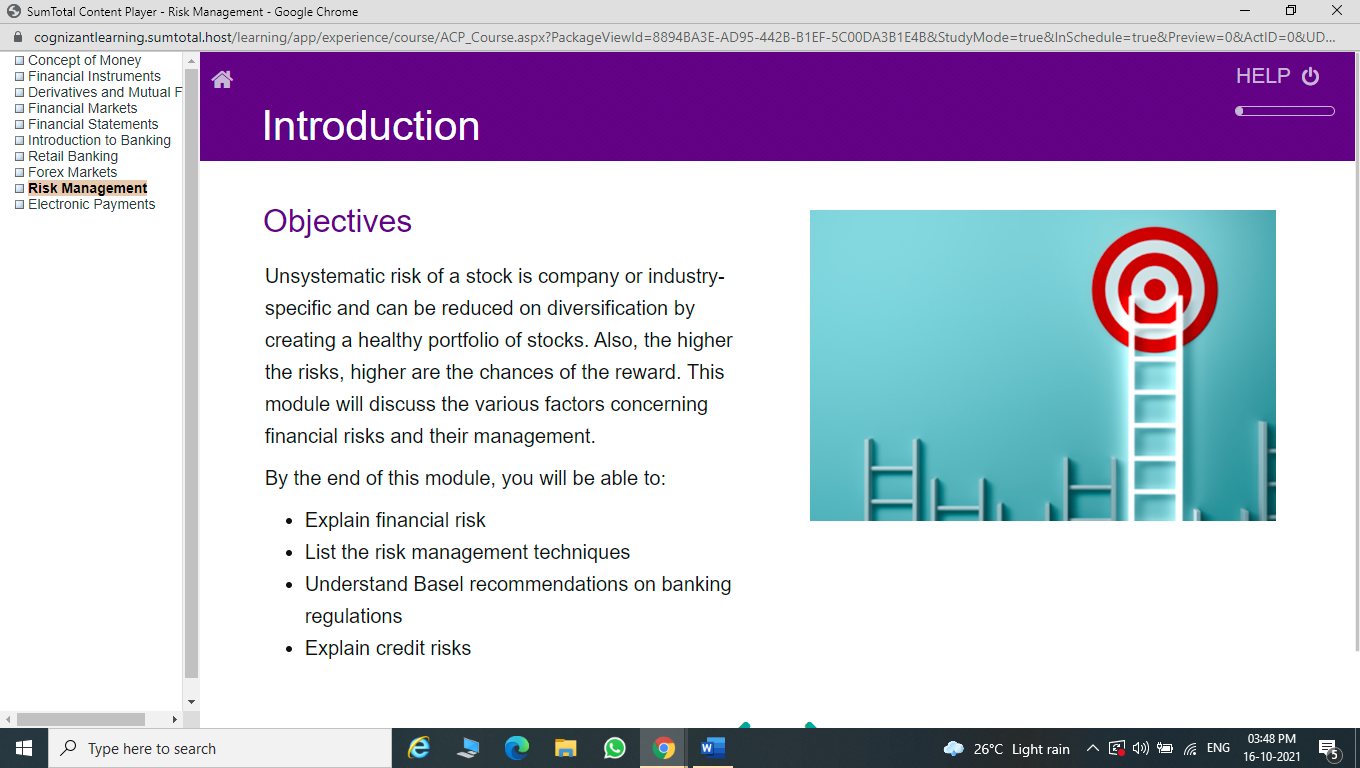 SumTotal Content Player - Risk Management - Google Chrome
cognizantlearning.sumtotal.host/learning/app/experience/course/ACP_Course.aspx?PackageViewId=8894BA3E-AD95-442B-B1EF-5C00DA3B1E4B&StudyMode=true&InSchedule=true&Preview=0&ActID=0&UD...
Concept of Money
Financial Instruments
Derivatives and Mutual F
Financial Markets
Financial Statements
Introduction to Banking
Retail Banking
Forex Markets
Risk Management
Electronic Payments
HELP
Introduction
Objectives
Unsystematic risk of a stock is company or industry-
specific and can be reduced on diversification by
creating a healthy portfolio of stocks. Also, the higher
the risks, higher are the chances of the reward. This
module will discuss the various factors concerning
financial risks and their management.
By the end of this module, you will be able to:
• Explain financial risk
• List the risk management techniques
• Understand Basel recommendations on banking
regulations
• Explain credit risks
Type here to search
26°C Light rain
ENG
03:48 PM
16-10-2021
5